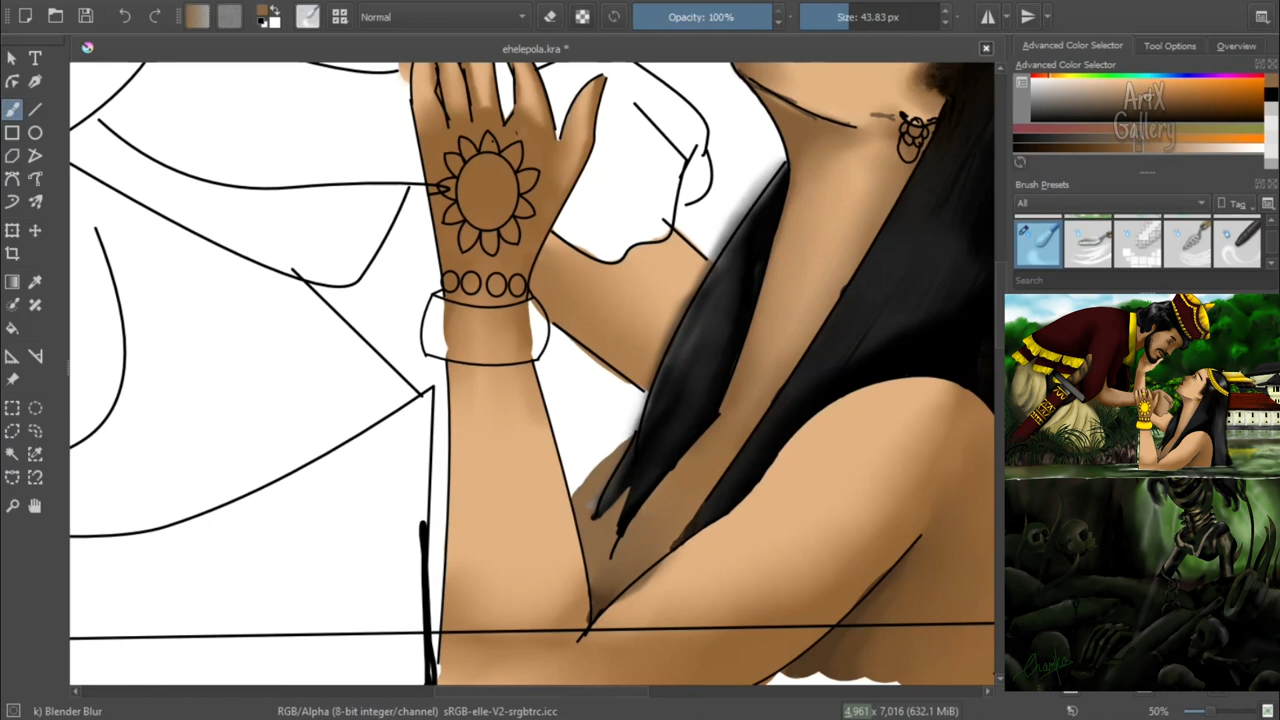 Normal
Opacity: 100%
Size: 43.83 px
ehelepola.kra *
Advanced Color Selector
Tool Options
Overview
Advanced Color Selector
ArtX
Gallery
Brush Presets
All
Tag
Search
k) Blender Blur
RGB/Alpha (8-bit integer/channel) sRGB-elle-V2-srgbtrc.icc
4,961 x 7,016 (632.1 MiB)
50%